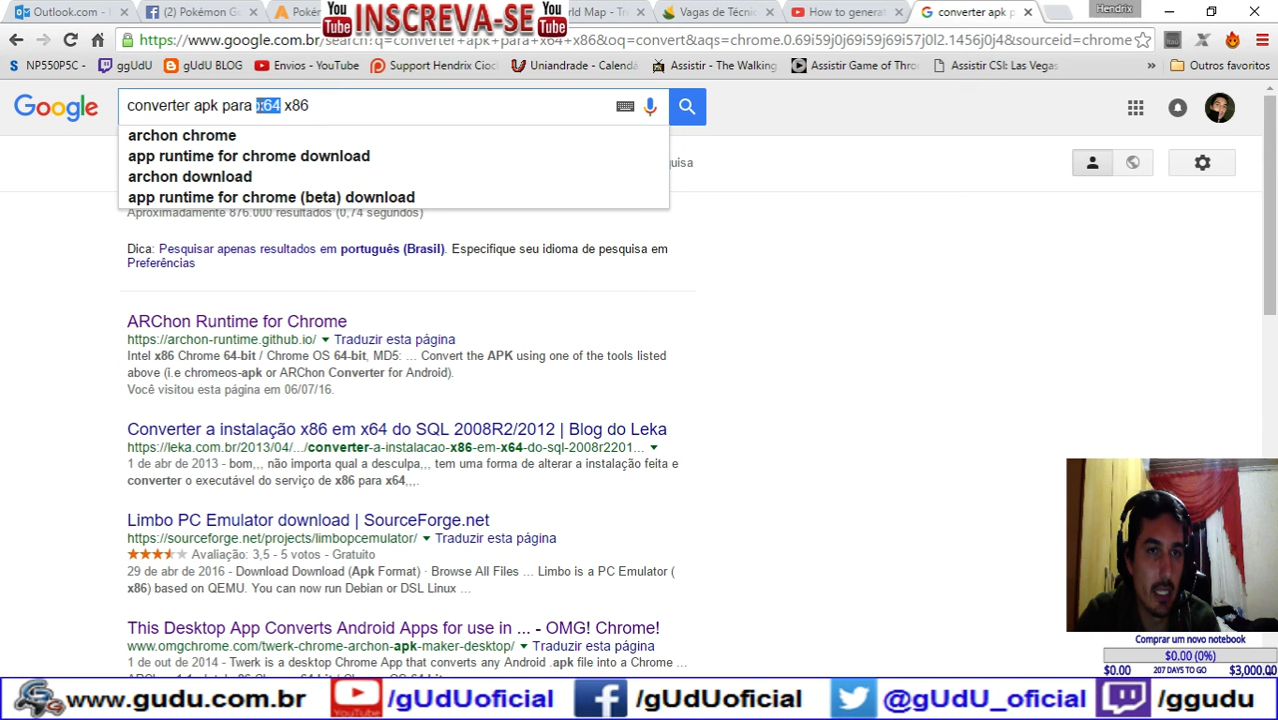 Outlook.com -
(2) Pokémon Go
Poké
You
Tube
INSCREVA-SE
You
Tube
ld Map - Tr
Vagas de Técnic
How to generat
converter apk p
Hendrix
https://www.google.com.br/search?q=converter+apk+para+x64+x86&oq=convert&aqs=chrome.0.69i59j0j69i59j69i57j0l2.1456j0j4&sourceid=chrome
NP550P5C -
ggUdU
gUdU BLOG
Envios - YouTube
Support Hendrix Cioc
Uniandrade - Calenda
Assistir - The Walking
Assistir Game of Thro
Assistir CSI: Las Vegas
»
Outros favoritos
Google
converter apk para x64 x86
archon chrome
app runtime for chrome download
archon download
app runtime for chrome (beta) download
uisa
Aproximadamente 876.000 resultados (0,74 segundos)
Dica: Pesquisar apenas resultados em português (Brasil). Especifique seu idioma de pesquisa em
Preferências
ARChon Runtime for Chrome
https://archon-runtime.github.io/ Traduzir esta página
Intel x86 Chrome 64-bit / Chrome OS 64-bit, MD5: ... Convert the APK using one of the tools listed
above (i.e chromeos-apk or ARChon Converter for Android).
Você visitou esta página em 06/07/16.
Converter a instalação x86 em x64 do SQL 2008R2/2012 | Blog do Leka
https://leka.com.br/2013/04/.../converter-a-instalacao-x86-em-x64-do-sql-2008r2201...
1 de abr de 2013 - bom,,, não importa qual a desculpa,,, tem uma forma de alterar a instalação feita e
converter o executável do serviço de x86 para x64,,,.
Limbo PC Emulator download | SourceForge.net
https://sourceforge.net/projects/limbopcemulator/ Traduzir esta página
Avaliação: 3,5 - 5 votos - Gratuito
29 de abr de 2016 - Download Download (Apk Format) · Browse All Files ... Limbo is a PC Emulator (
x86) based on QEMU. You can now run Debian or DSL Linux ...
This Desktop App Converts Android Apps for use in ... - OMG! Chrome!
www.omgchrome.com/twerk-chrome-archon-apk-maker-desktop/ Traduzir esta página
1 de out de 2014 - Twerk is a desktop Chrome App that converts any Android .apk file into a Chrome ...
Comprar um novo notebook
$0.00 (0%)
$0.00
207 DAYS TO GO
$3,000.00
www.gudu.com.br
YouTube
/gUdUoficial
/gUdUoficial
@gUdU_oficial
/ggudu